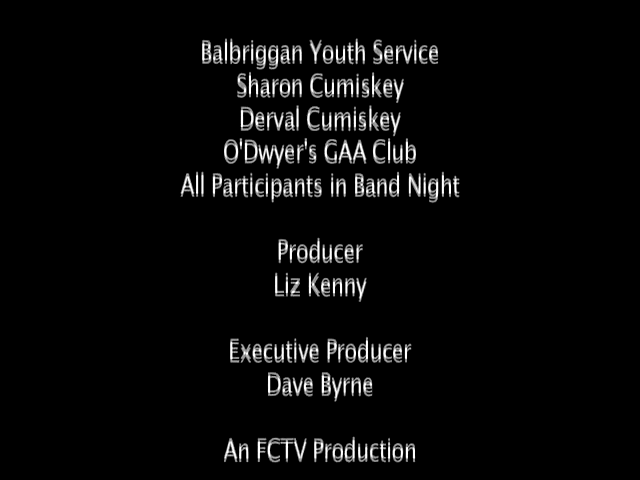 Balbriggan Youth Service
Sharon Cumiskey
Derval Cumiskey
O'Dwyer's GAA Club
All Participants in Band Night
Producer
Liz Kenny
Executive Producer
Dave Byrne
An FCTV Production